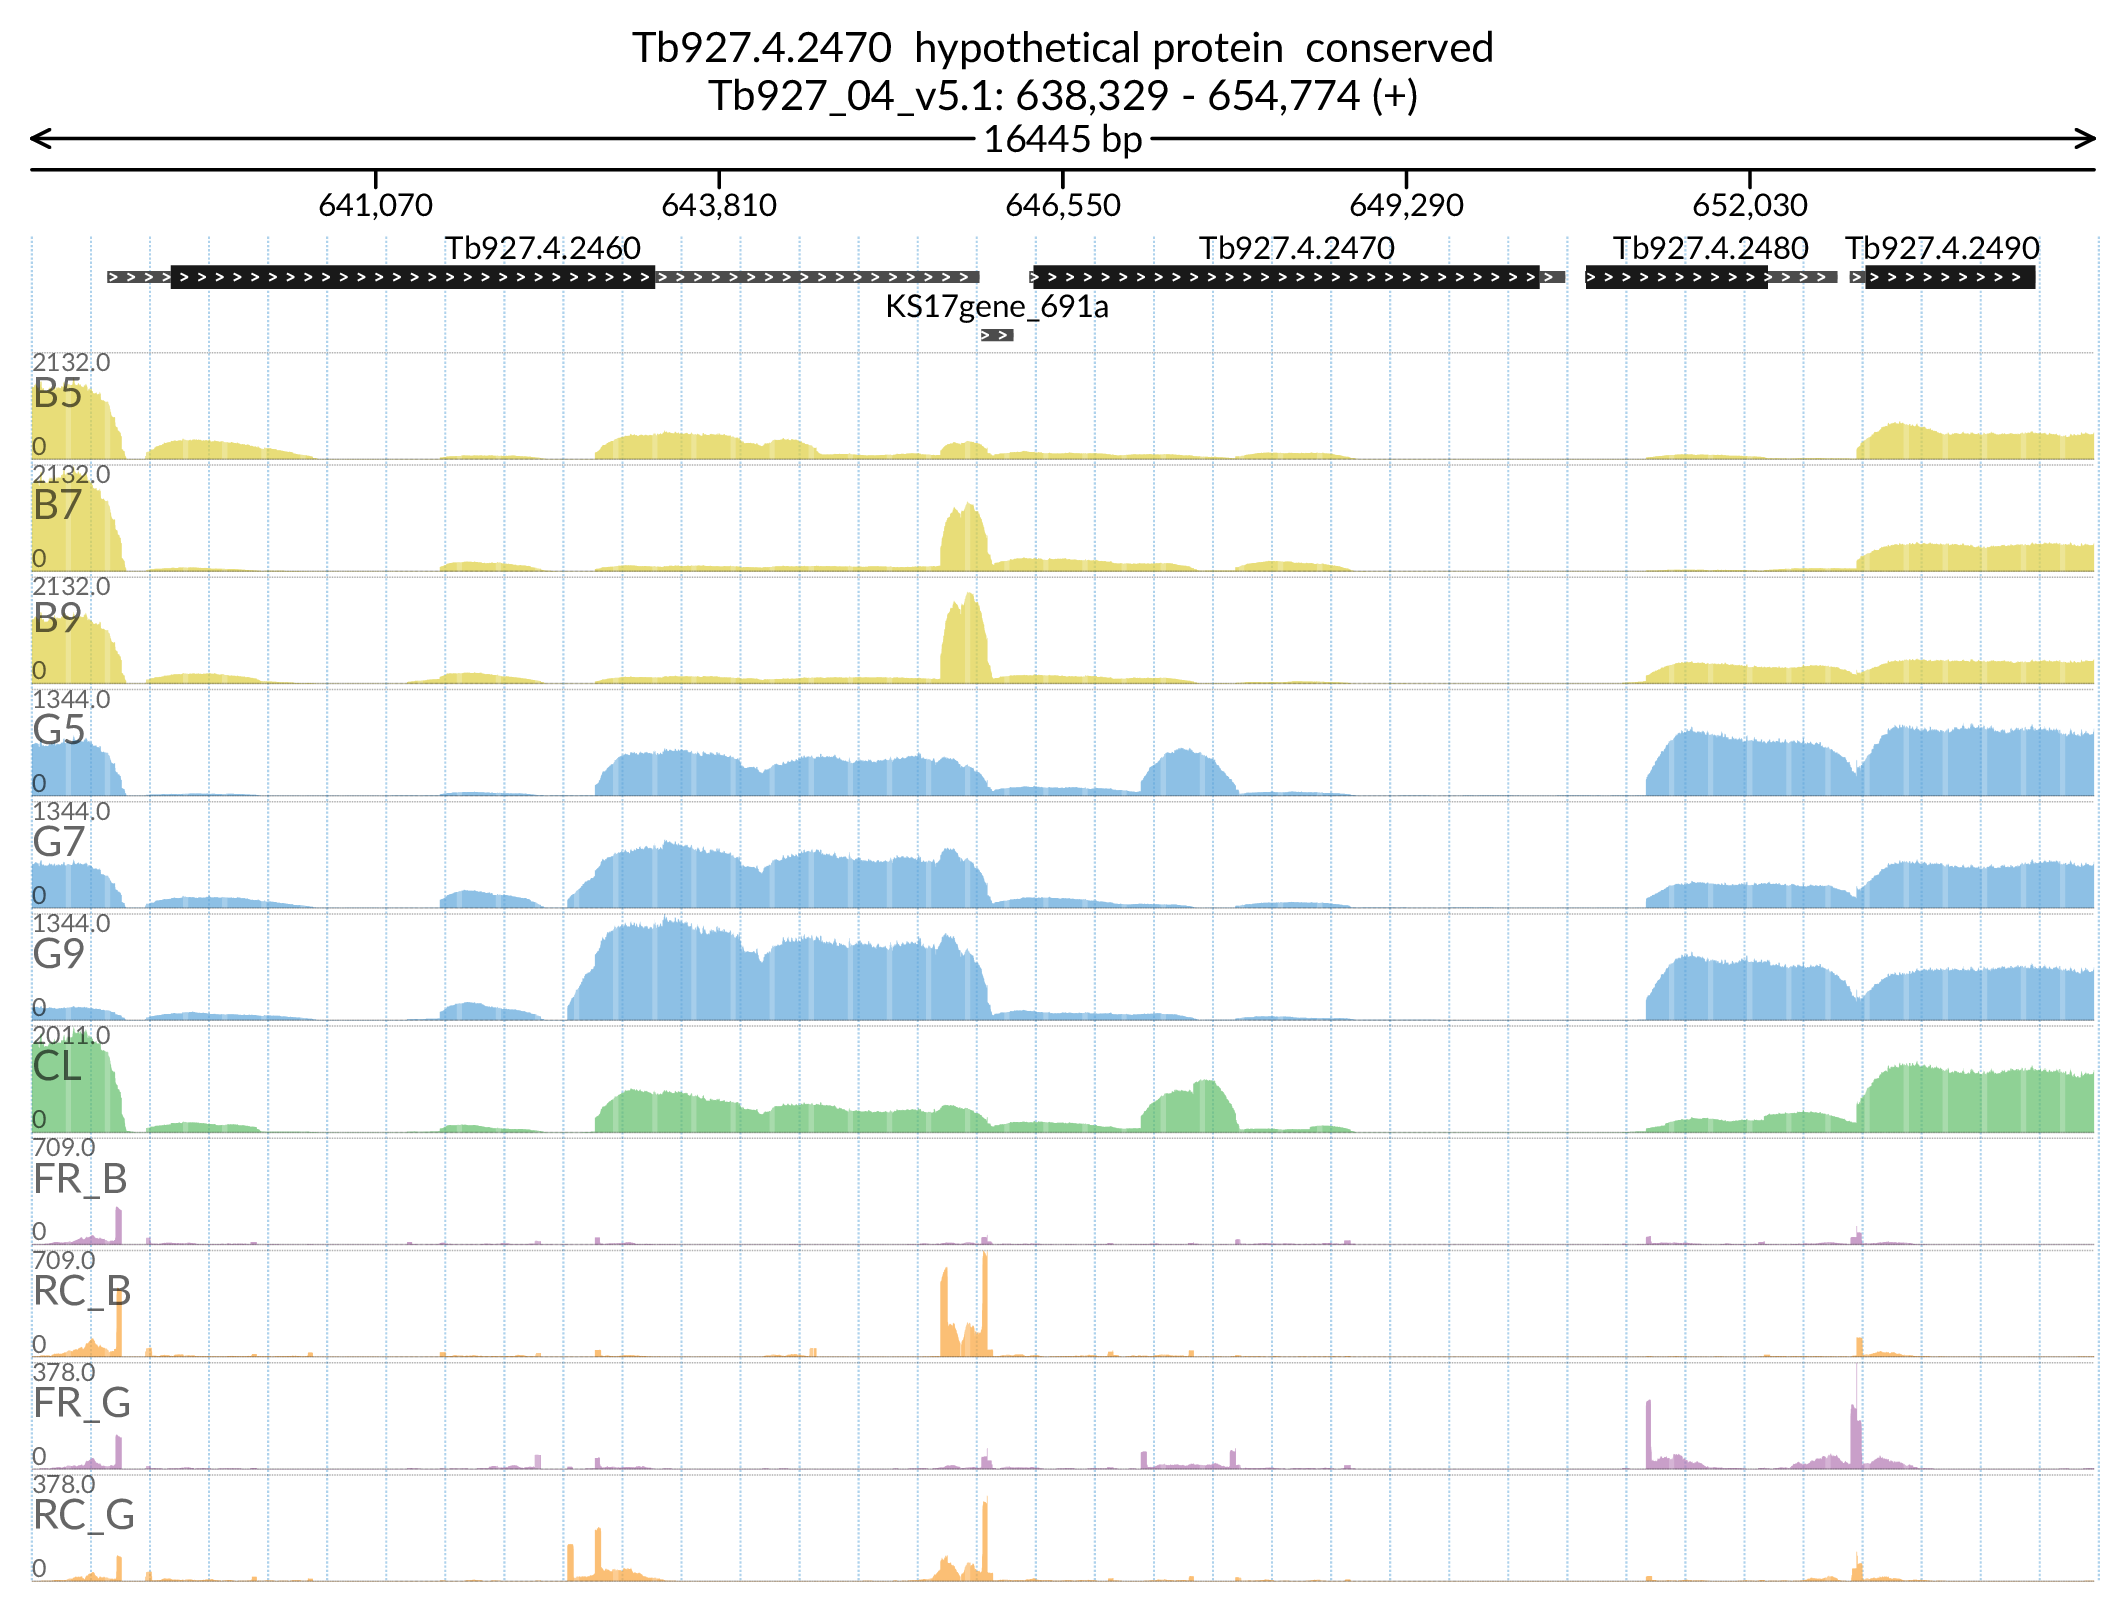 Tb927.4.2470 hypothetical protein conserved
Tb927_04_v5.1: 638,329 - 654,774 (+)
16445 bp
641,070 643,810 646,550 649,290 652,030
Tb927.4.2460 Tb927.4.2470 Tb927.4.2480 Tb927.4.2490
KS17gene_691a
2132.0
B5
0
2132.0
B7
0
2132.0
B9
0
1344.0
G5
0
1344.0
G7
0
1344.0
G9
0
2011.0
CL
0
709.0
FR_B
0
709.0
RC_B
0
378.0
FR_G
0
378.0
RC_G
0